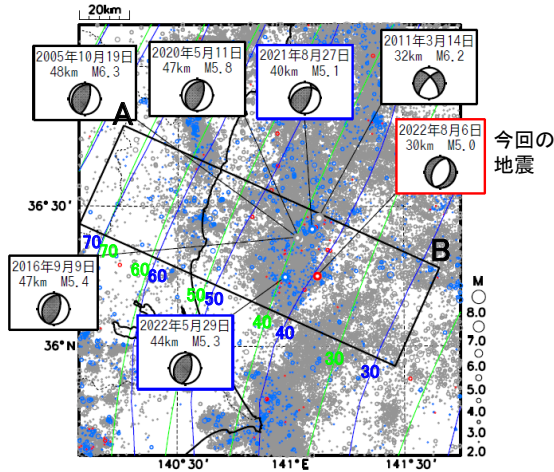 20km
2005年10月19日
48km M6.3
2020年5月11日
47km M5.8
2021年8月27日
40km M5.1
2011年3月14日
32km M6.2
2022年8月6日
30km M5.0
今回の
地震
A
36°30'
B
70
70
60
60
50
50
40
40
30
30
2016年9月9日
47km M5.4
2022年5月29日
44km M5.3
36°N
M
8.0
7.0
6.0
5.0
4.0
3.0
2.0
140°30'
141°E
141°30'